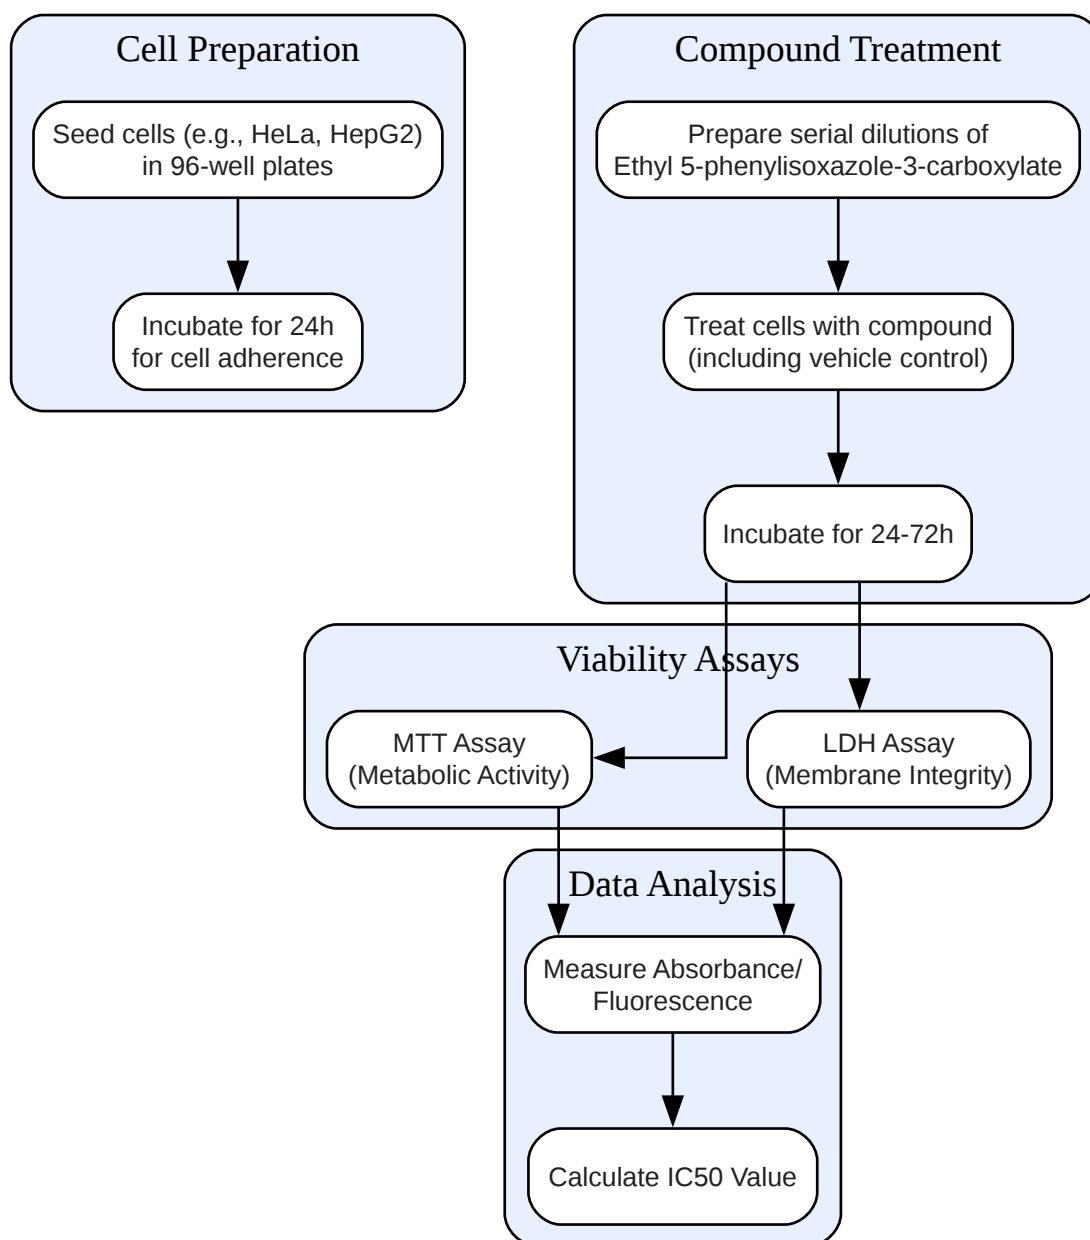 Cell Preparation
Seed cells (e.g., HeLa, HepG2)
in 96-well plates
Incubate for 24h
for cell adherence
Compound Treatment
Prepare serial dilutions of
Ethyl 5-phenylisoxazole-3-carboxylate
Treat cells with compound
(including vehicle control)
Incubate for 24-72h
Viability Assays
MTT Assay
(Metabolic Activity)
LDH Assay
(Membrane Integrity)
Data Analysis
Measure Absorbance/
Fluorescence
Calculate IC50 Value